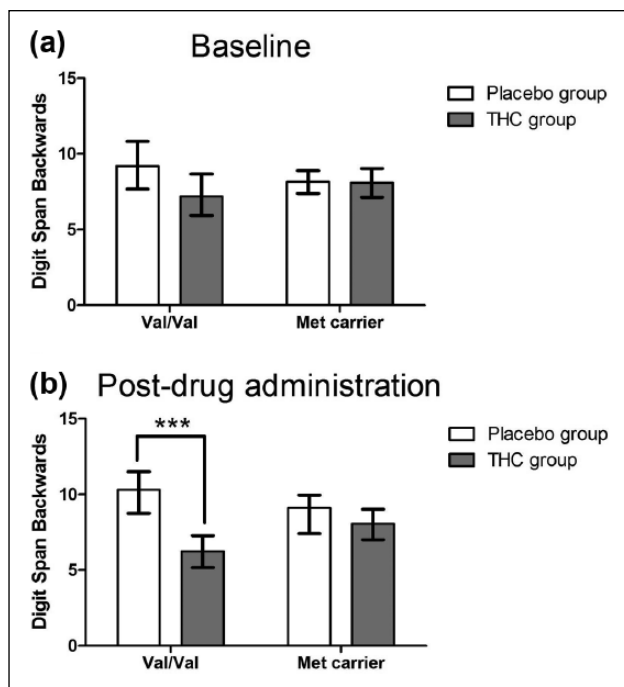 (a) Baseline
15
10
5
0
Digit Span Backwards
Val/Val
Met carrier
Placebo group
THC group
(b) Post-drug administration
15
10
5
0
Digit Span Backwards
***
Val/Val
Met carrier
Placebo group
THC group